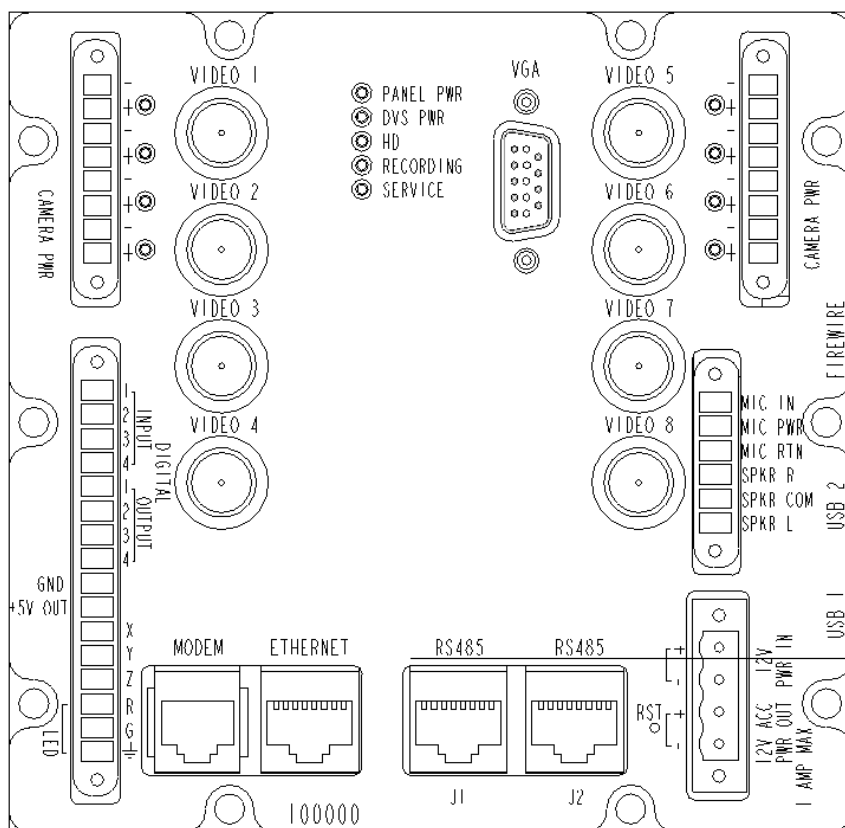 VIDEO 1
VIDEO 5
VGA
PANEL PWR
DVS PWR
HD
RECORDING
SERVICE
-
+
-
+
-
+
-
+
-
+
-
+
-
+
-
+
CAMERA PWR
CAMERA PWR
VIDEO 2
VIDEO 6
VIDEO 3
VIDEO 7
FIREWIRE
VIDEO 4
VIDEO 8
1
2
3
4
INPUT
1
2
3
4
OUTPUT
DIGITAL
MIC IN
MIC PWR
MIC RTN
SPKR R
SPKR COM
SPKR L
USB 2
USB 1
GND
+5V OUT
X
Y
Z
R
G
LED
MODEM
ETHERNET
RS485
RS485
J1
J2
RST
+
-
+
-
12V
PWR IN
12V ACC
PWR OUT
1 AMP MAX
100000